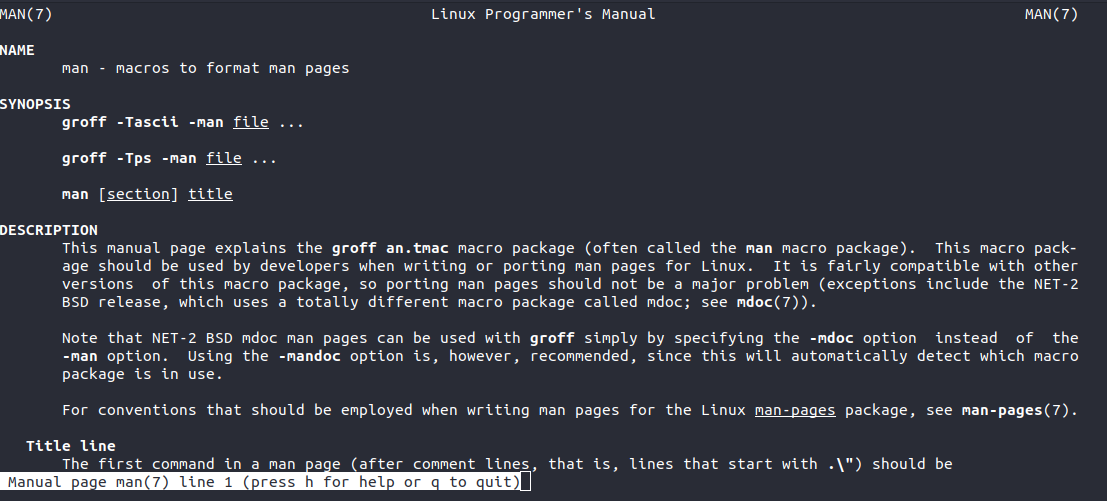 MAN(7) Linux Programmer's Manual MAN(7)
NAME
man - macros to format man pages
SYNOPSIS
groff -Tascii -man file ...
groff -Tps -man file ...
man [section] title
DESCRIPTION
This manual page explains the groff an.tmac macro package (often called the man macro package).  This macro pack-
age should be used by developers when writing or porting man pages for Linux.  It is fairly compatible with other
versions  of this macro package, so porting man pages should not be a major problem (exceptions include the NET-2
BSD release, which uses a totally different macro package called mdoc; see mdoc(7)).
Note that NET-2 BSD mdoc man pages can be used with groff simply by specifying the -mdoc option  instead  of  the
-man option.  Using the -mandoc option is, however, recommended, since this will automatically detect which macro
package is in use.
For conventions that should be employed when writing man pages for the Linux man-pages package, see man-pages(7).
Title line
The first command in a man page (after comment lines, that is, lines that start with .\") should be
Manual page man(7) line 1 (press h for help or q to quit)